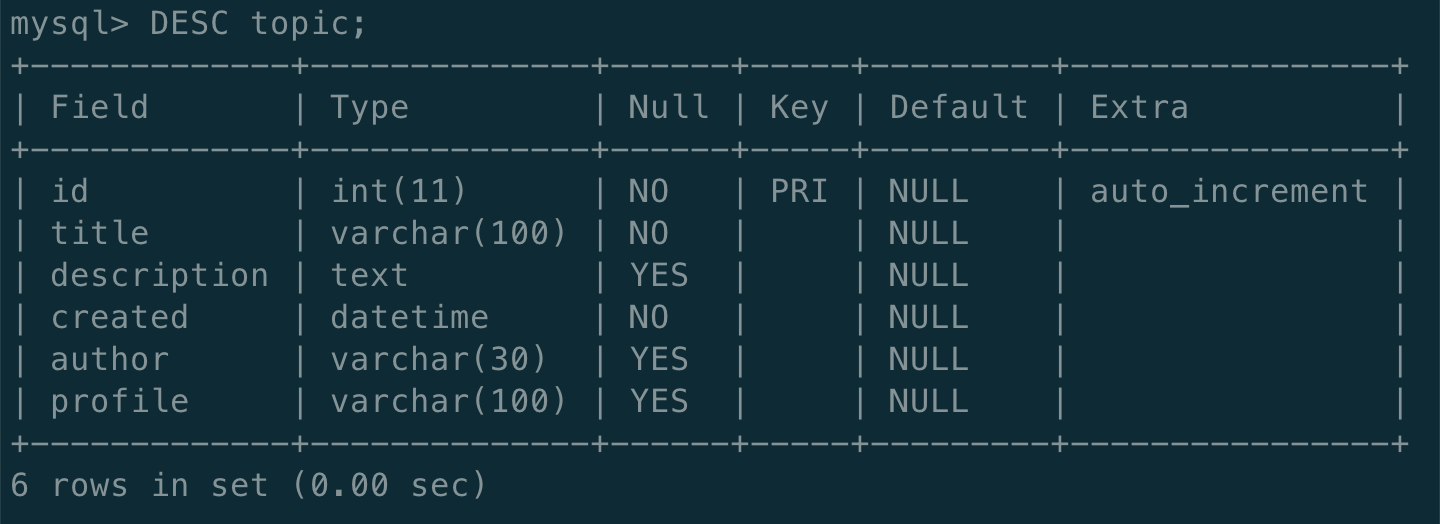 mysql> DESC topic;
+-------------+--------------+------+-----+---------+----------------+
| Field       | Type         | Null | Key | Default | Extra          |
+-------------+--------------+------+-----+---------+----------------+
| id          | int(11)      | NO   | PRI | NULL    | auto_increment |
| title       | varchar(100) | NO   |     | NULL    |                |
| description | text         | YES  |     | NULL    |                |
| created     | datetime     | NO   |     | NULL    |                |
| author      | varchar(30)  | YES  |     | NULL    |                |
| profile     | varchar(100) | YES  |     | NULL    |                |
+-------------+--------------+------+-----+---------+----------------+
6 rows in set (0.00 sec)